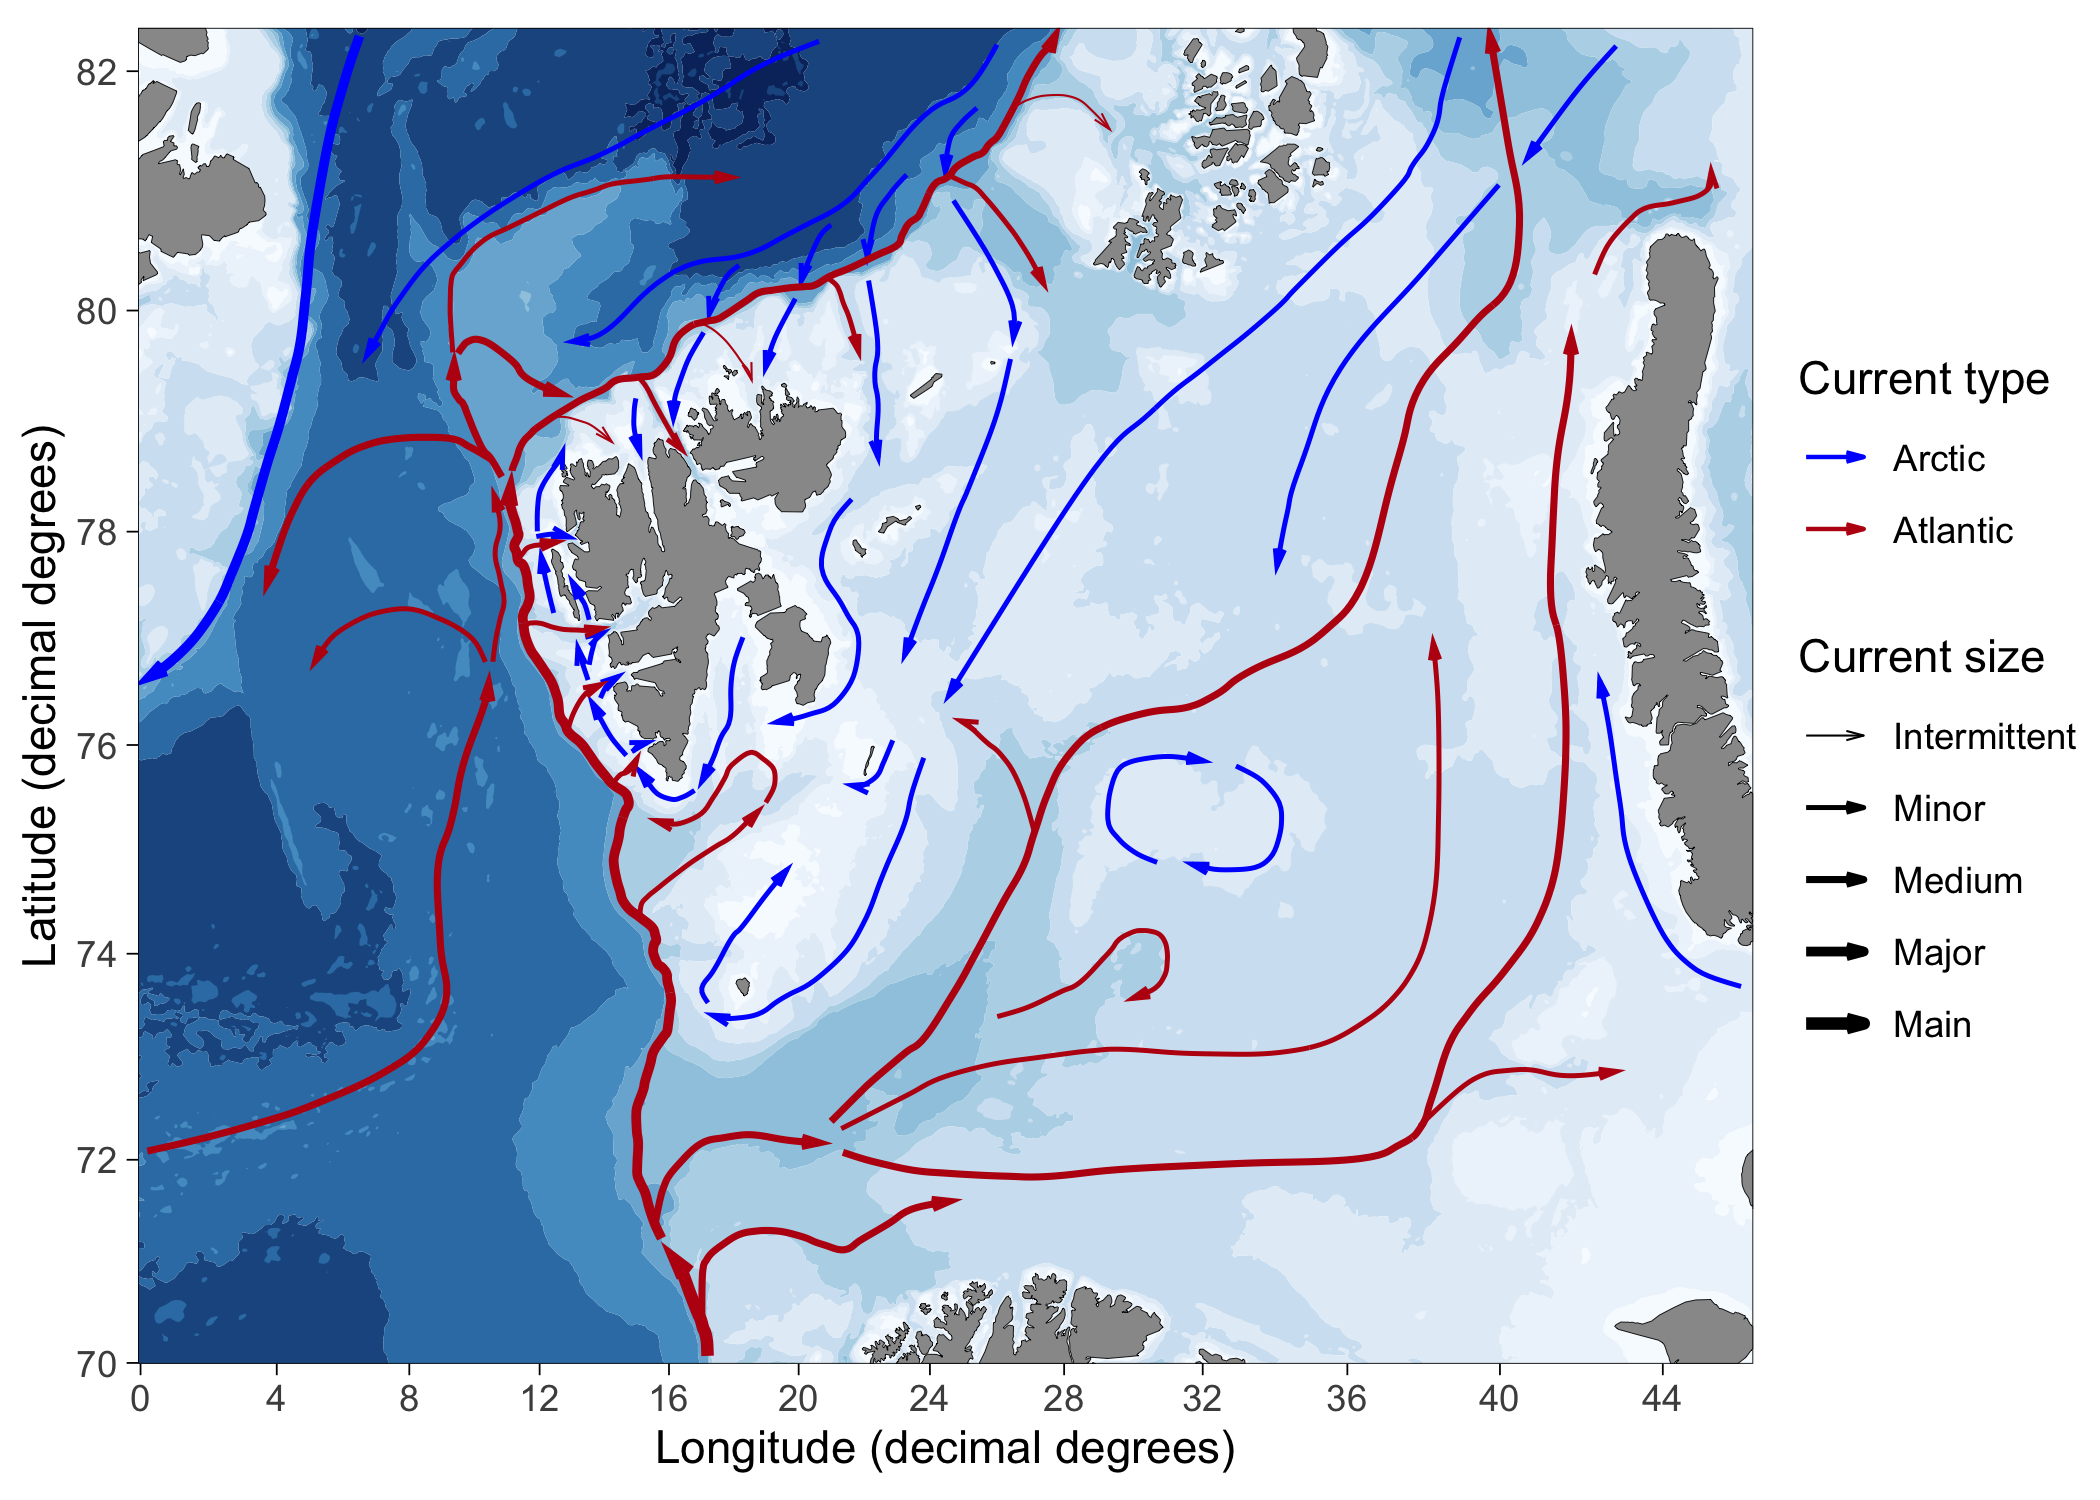 82
80
78
76
74
72
70
Latitude (decimal degrees)
0 4 8 12 16 20 24 28 32 36 40 44
Longitude (decimal degrees)
Current type
Arctic
Atlantic
Current size
Intermittent
Minor
Medium
Major
Main